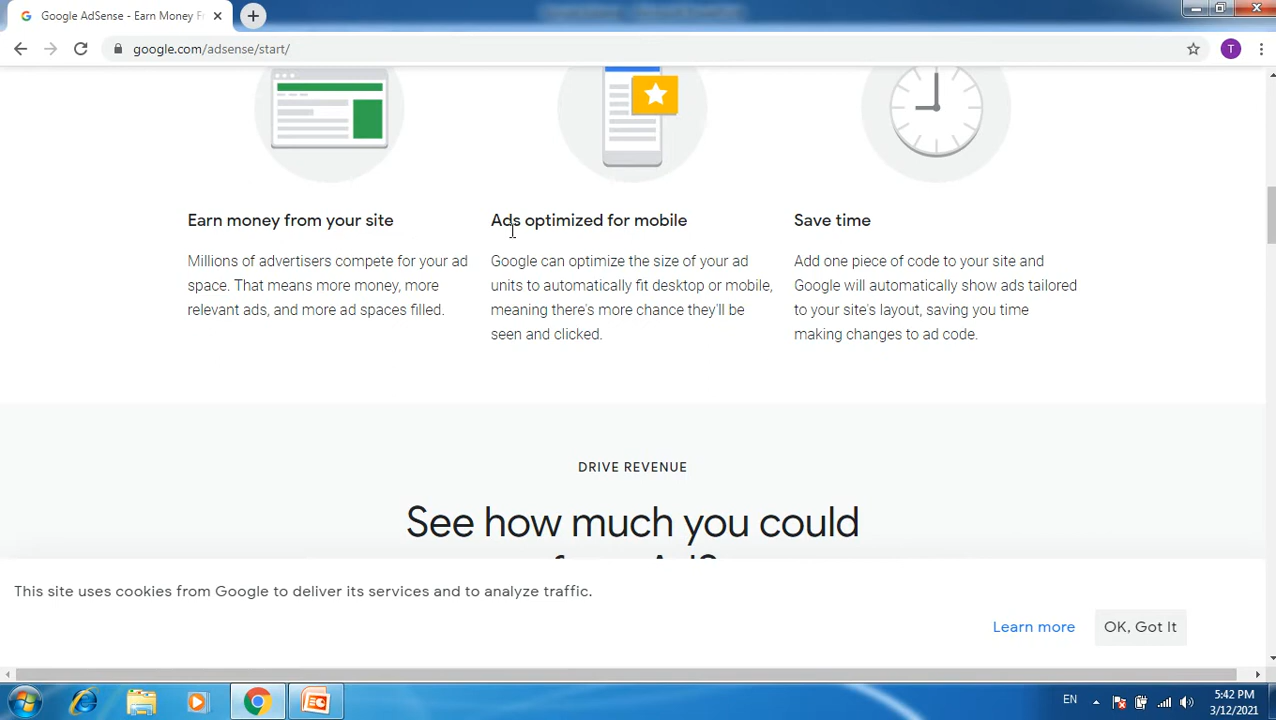 Google AdSense - Earn Money F
google.com/adsense/start/
T
Earn money from your site
Millions of advertisers compete for your ad
space. That means more money, more
relevant ads, and more ad spaces filled.
Ads optimized for mobile
Google can optimize the size of your ad
units to automatically fit desktop or mobile,
meaning there's more chance they'll be
seen and clicked.
Save time
Add one piece of code to your site and
Google will automatically show ads tailored
to your site's layout, saving you time
making changes to ad code.
DRIVE REVENUE
See how much you could
This site uses cookies from Google to deliver its services and to analyze traffic.
Learn more
OK, Got It
EN
5:42 PM
3/12/2021